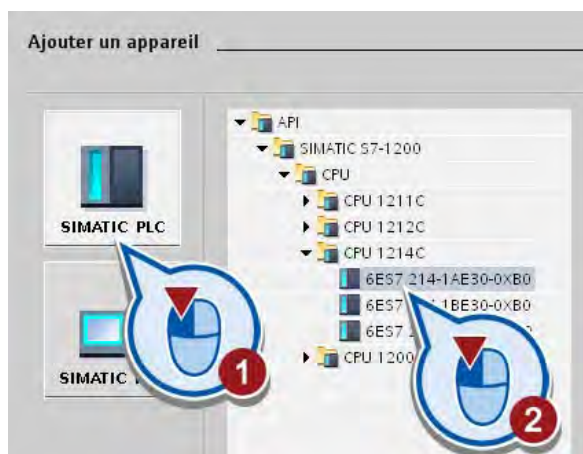 Ajouter un appareil
SIMATIC PLC
SIMATIC
API
SIMATIC S7-1200
CPU
CPU 1211C
CPU 1212C
CPU 1214C
6ES7 214-1AE30-0XB0
6ES7 1BE30-0XB0
6ES7
CPU 1200
1
2